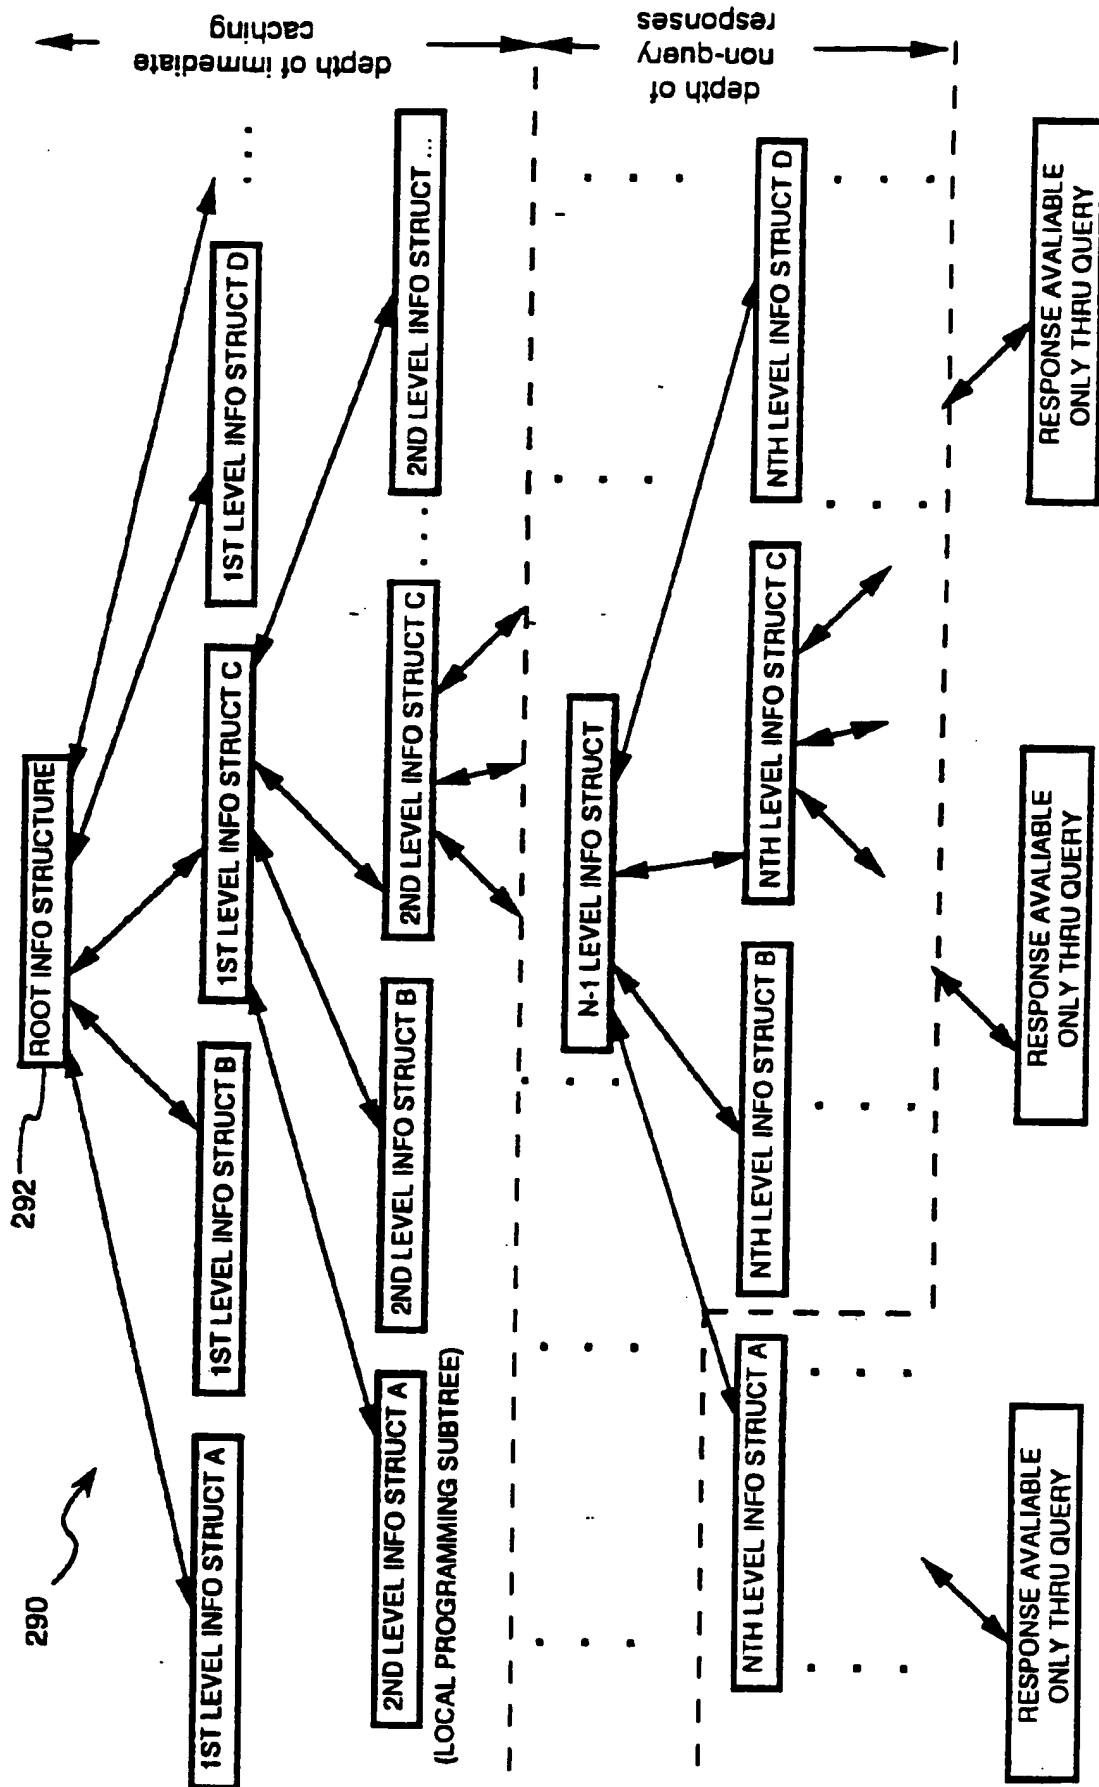 290
292
ROOT INFO STRUCTURE
1ST LEVEL INFO STRUCT A
1ST LEVEL INFO STRUCT B
1ST LEVEL INFO STRUCT C
1ST LEVEL INFO STRUCT D
. . .
depth of immediate
caching
2ND LEVEL INFO STRUCT A
(LOCAL PROGRAMMING SUBTREE)
2ND LEVEL INFO STRUCT B
2ND LEVEL INFO STRUCT C
. . .
2ND LEVEL INFO STRUCT ...
N-1 LEVEL INFO STRUCT
depth of
non-query
responses
NTH LEVEL INFO STRUCT A
NTH LEVEL INFO STRUCT B
NTH LEVEL INFO STRUCT C
NTH LEVEL INFO STRUCT D
RESPONSE AVALIABLE
ONLY THRU QUERY
RESPONSE AVALIABLE
ONLY THRU QUERY
RESPONSE AVALIABLE
ONLY THRU QUERY